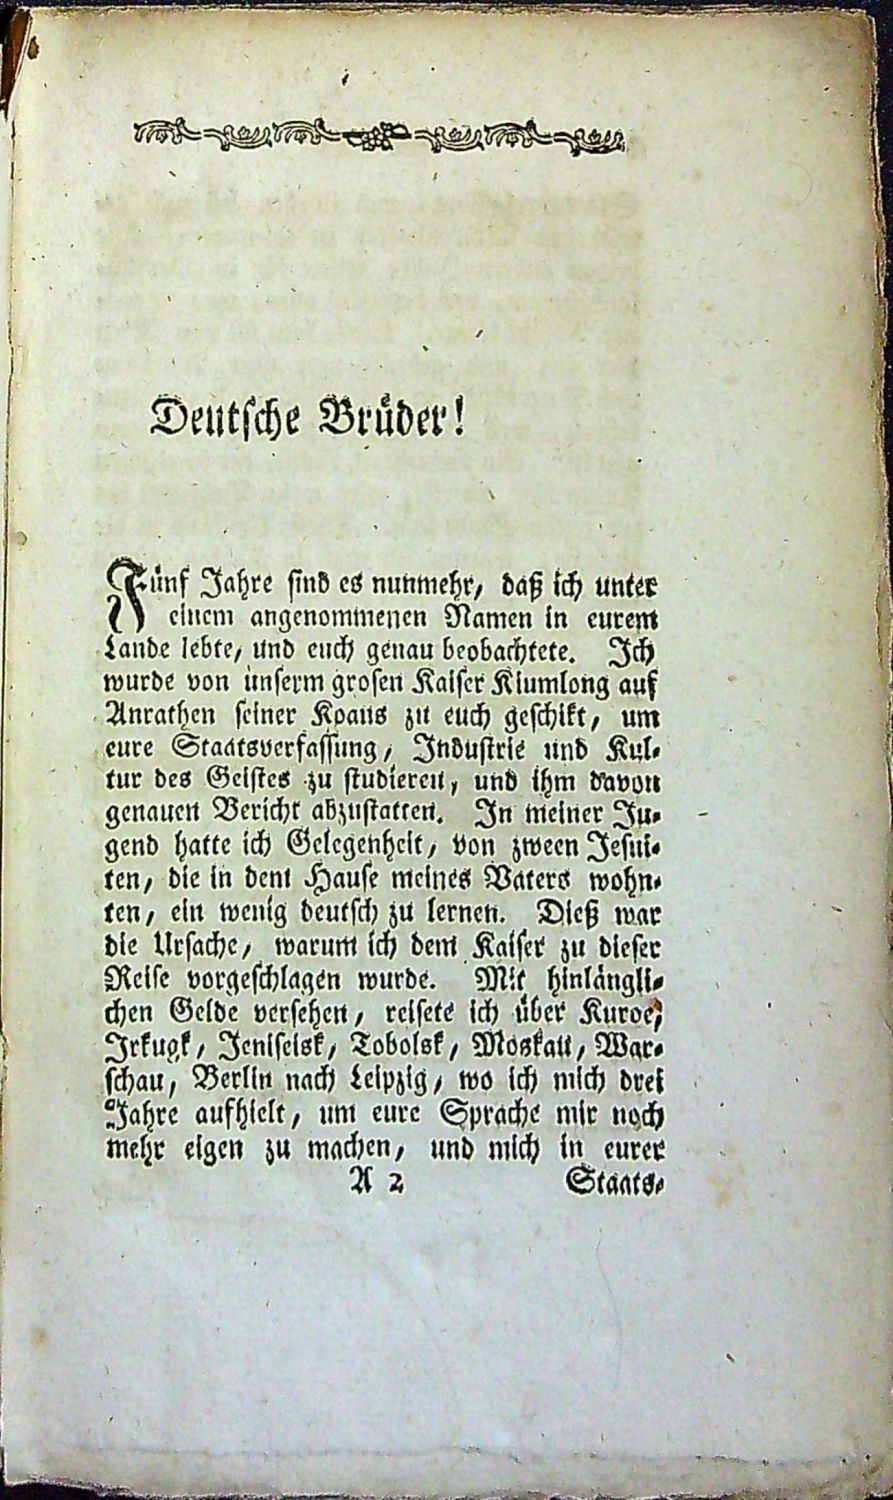 Deutsche Brüder!
Fünf Jahre sind es nunmehr, daß ich unter
einem angenommenen Namen in eurem
Lande lebte, und euch genau beobachtete. Ich
wurde von unserm grosen Kaiser Kiumlong auf
Anrathen seiner Koaus zu euch geschikt, um
eure Staatsverfassung, Industrie und Kul-
tur des Geistes zu studieren, und ihm davon
genauen Bericht abzustatten. In meiner Ju-
gend hatte ich Gelegenheit, von zween Jesui-
ten, die in dem Hause meines Vaters wohn-
ten, ein wenig deutsch zu lernen. Dieß war
die Ursache, warum ich dem Kaiser zu dieser
Reise vorgeschlagen wurde. Mit hinlängli-
chen Gelde versehen, reisete ich über Kuroe,
Irkugk, Jeniseisk, Tobolsk, Moskau, War-
schau, Berlin nach Leipzig, wo ich mich drei
Jahre aufhielt, um eure Sprache mir noch
mehr eigen zu machen, und mich in eurer
A 2 Staats-